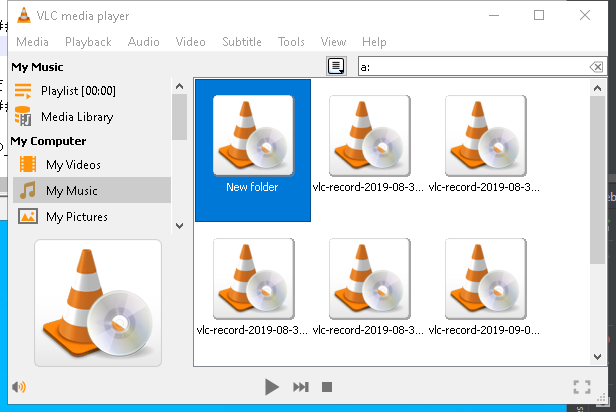 VLC media player
Media Playback Audio Video Subtitle Tools View Help
My Music
a:
Playlist [00:00]
Media Library
My Computer
My Videos
My Music
My Pictures
New folder
vlc-record-2019-08-3...
vlc-record-2019-08-3...
vlc-record-2019-08-3...
vlc-record-2019-08-3...
vlc-record-2019-09-0...